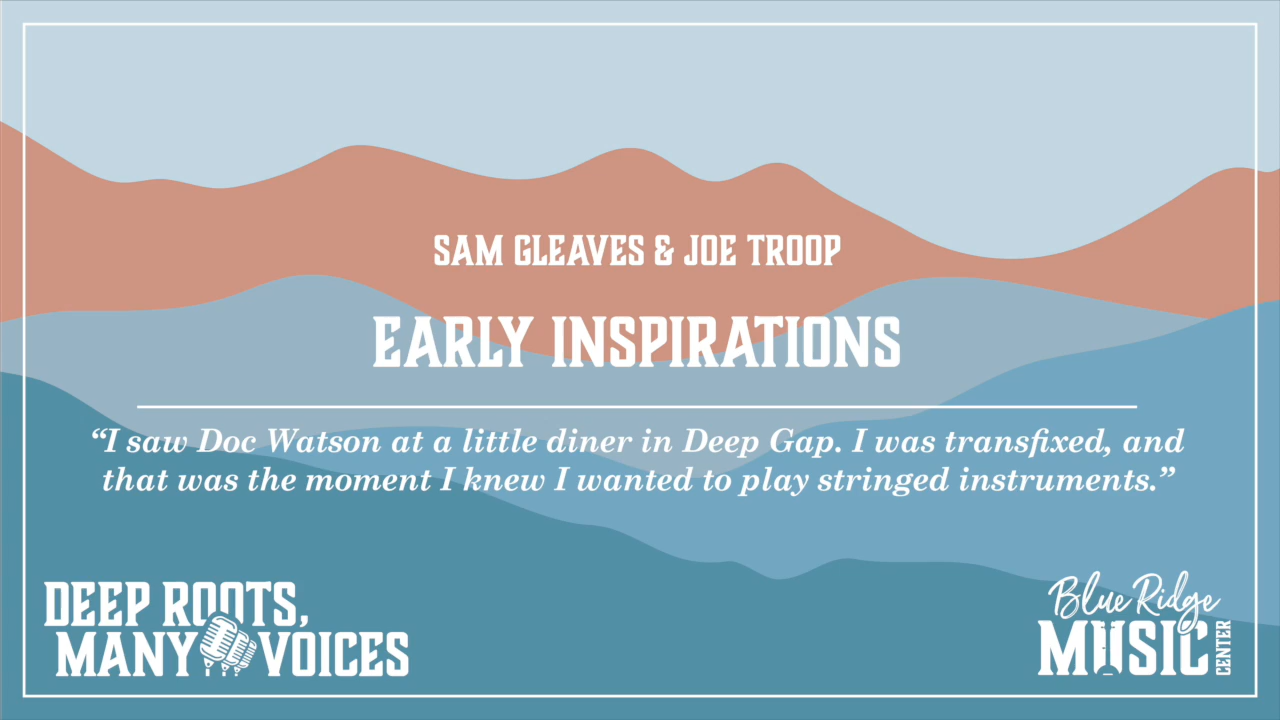 SAM GLEAVES & JOE TROOP
EARLY INSPIRATIONS
“I saw Doc Watson at a little diner in Deep Gap. I was transfixed, and
that was the moment I knew I wanted to play stringed instruments.”
DEEP ROOTS,
MANY VOICES
Blue Ridge
MUSIC
CENTER